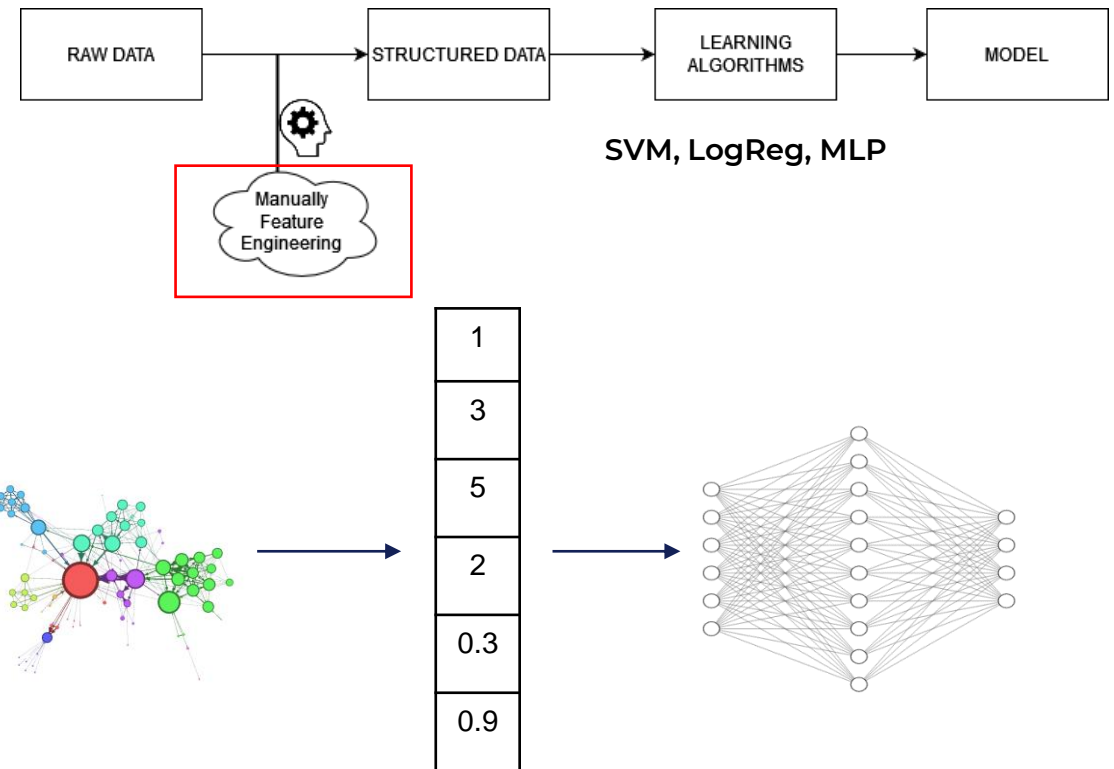 RAW DATA
STRUCTURED DATA
LEARNING
ALGORITHMS
MODEL
SVM, LogReg, MLP
Manually
Feature
Engineering
1
3
5
2
0.3
0.9